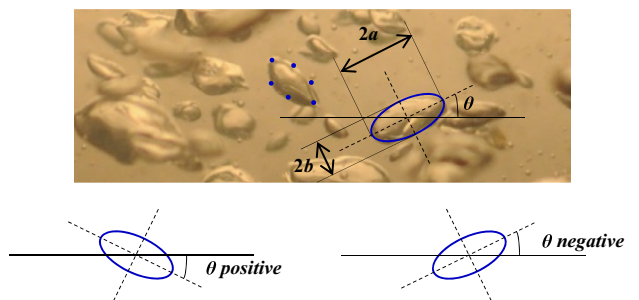 2a
θ
2b
θ positive
θ negative